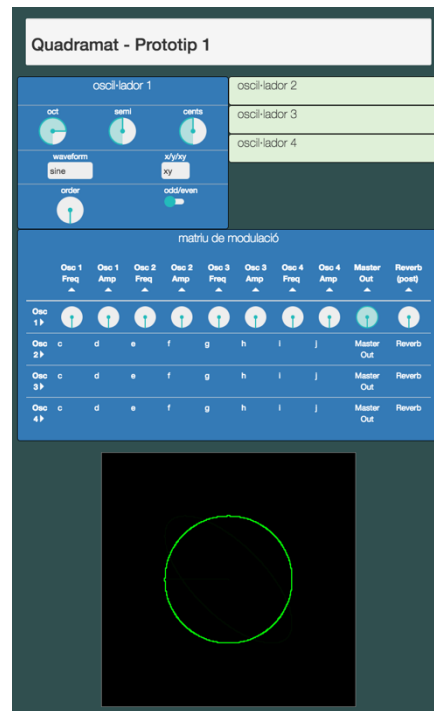 Quadramat - Prototip 1
oscil·lador 1
oct semi cents
waveform x/y/xy
sine xy
order odd/even
oscil·lador 2
oscil·lador 3
oscil·lador 4
matriu de modulació
Osc 1 Osc 1 Osc 2 Osc 2 Osc 3 Osc 3 Osc 4 Osc 4 Master Reverb
Freq Amp Freq Amp Freq Amp Freq Amp Out (post)
Osc
1
Osc c d e f g h i j Master Reverb
2 Out
Osc c d e f g h i j Master Reverb
3 Out
Osc c d e f g h i j Master Reverb
4 Out